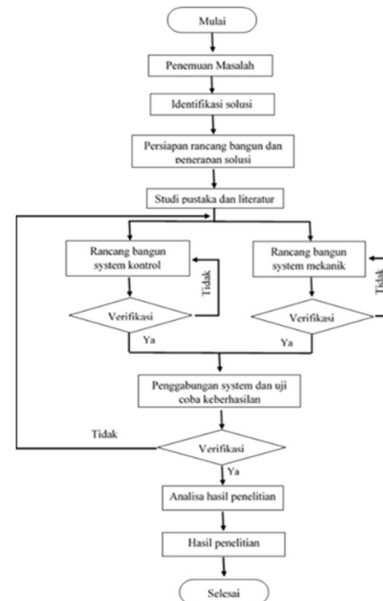 Mulai
Penemuan Masalah
Identifikasi solusi
Persiapan rancang bangun dan
penerapan solusi
Studi pustaka dan literatur
Rancang bangun
system kontrol
Tidak
Verifikasi
Ya
Rancang bangun
system mekanik
Tidak
Verifikasi
Ya
Penggabungan system dan uji
coba keberhasilan
Tidak
Verifikasi
Ya
Analisa hasil penelitian
Hasil penelitian
Selesai